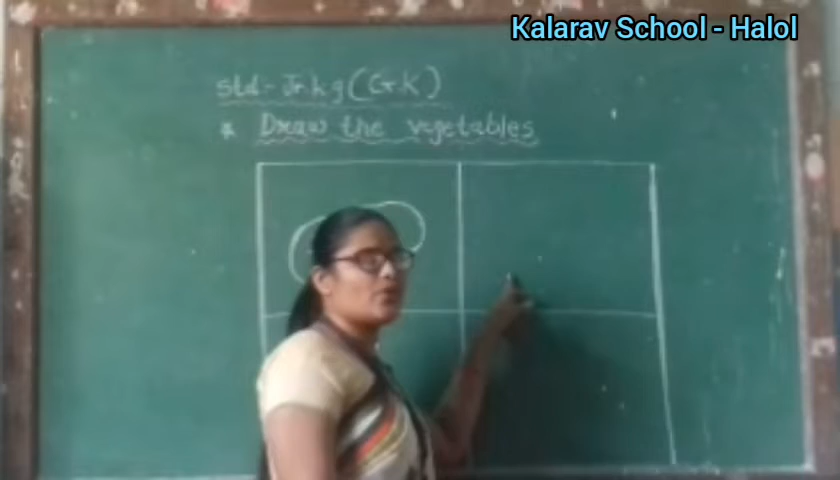 Kalarav School - Halol
std - Jr. k g (G.K)
* Draw the vegetables